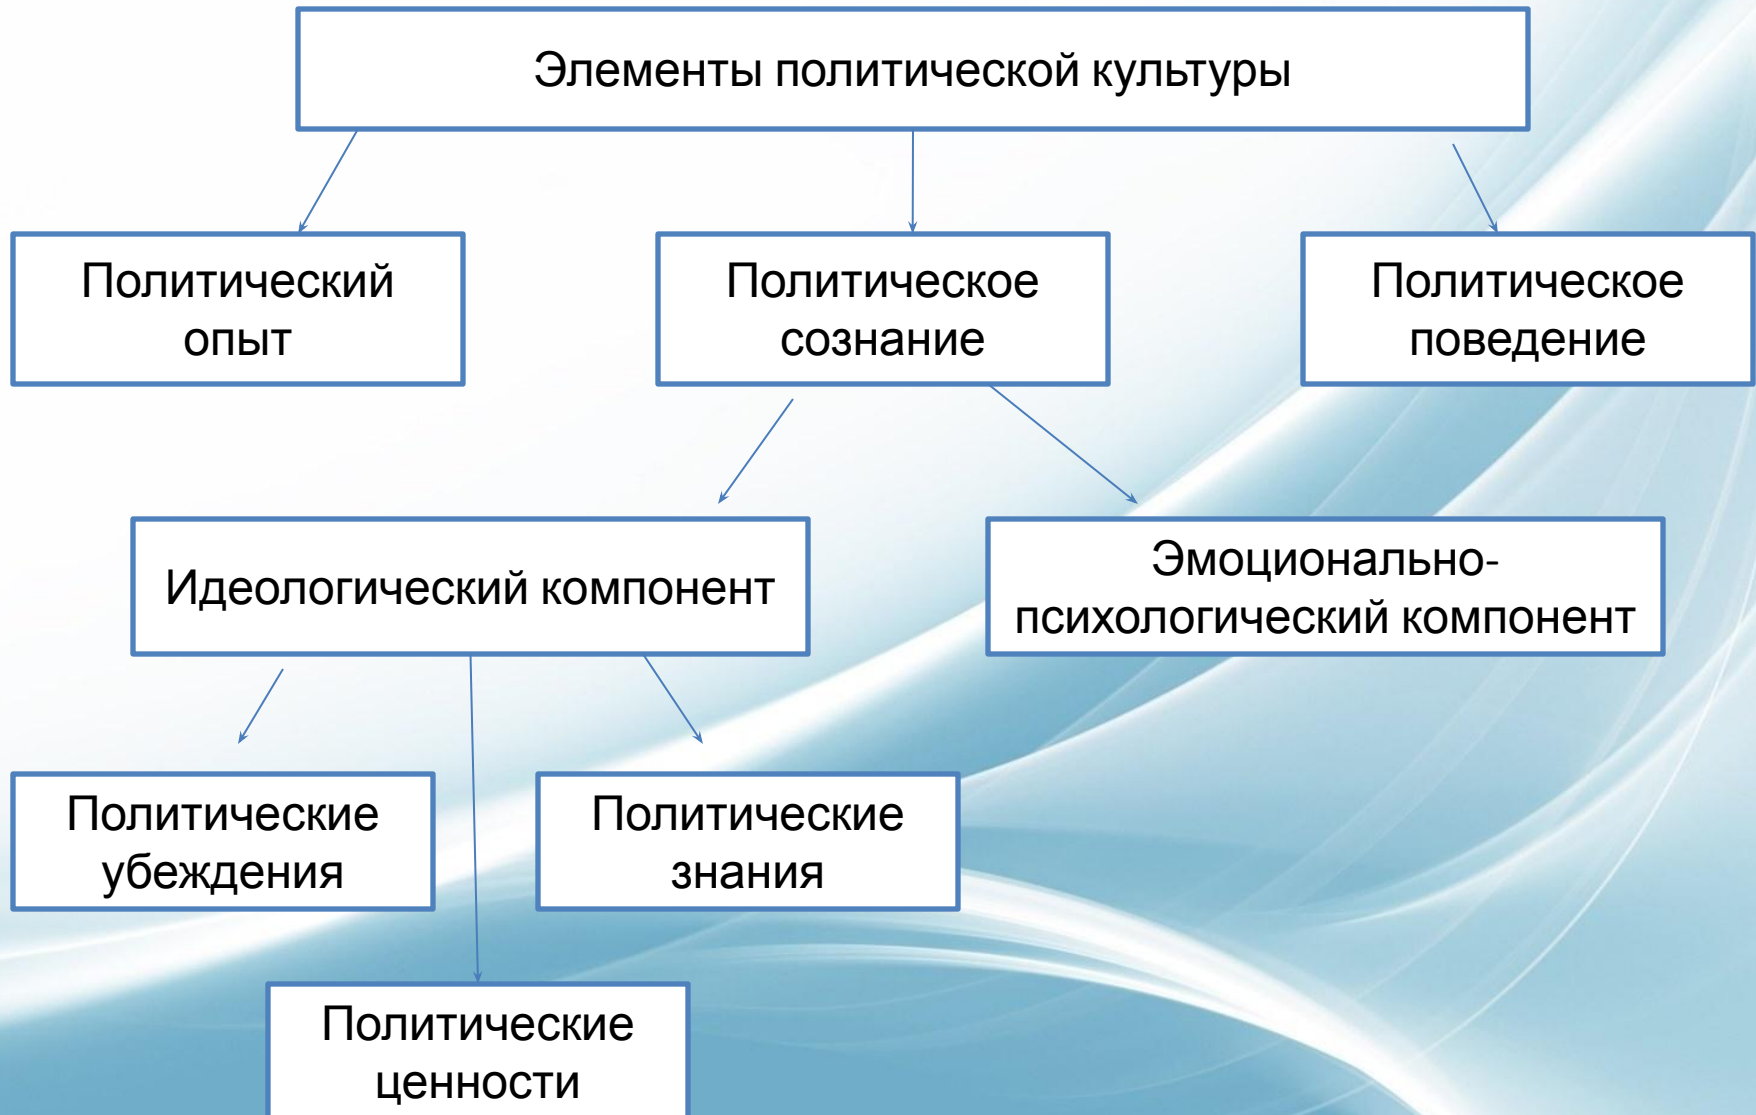 Элементы политической культуры
Политический
опыт
Политическое
сознание
Политическое
поведение
Идеологический компонент
Эмоционально-
психологический компонент
Политические
убеждения
Политические
знания
Политические
ценности